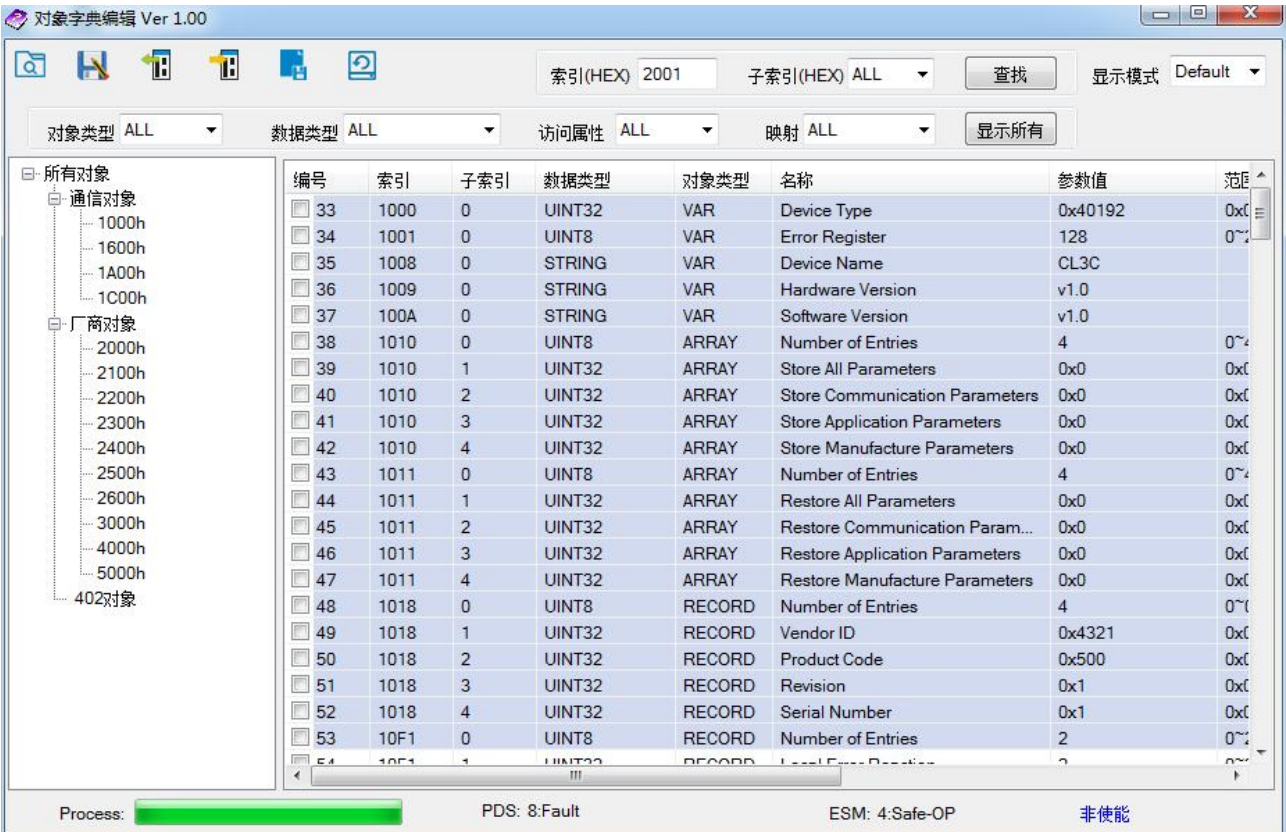 对象字典编辑 Ver 1.00
索引(HEX) 2001 子索引(HEX) ALL 查找 显示模式 Default
对象类型 ALL 数据类型 ALL 访问属性 ALL 映射 ALL 显示所有
所有对象
通信对象
1000h
1600h
1A00h
1C00h
厂商对象
2000h
2100h
2200h
2300h
2400h
2500h
2600h
3000h
4000h
5000h
402对象
编号 索引 子索引 数据类型 对象类型 名称 参数值
33 1000 0 UINT32 VAR Device Type 0x40192
34 1001 0 UINT8 VAR Error Register 128
35 1008 0 STRING VAR Device Name CL3C
36 1009 0 STRING VAR Hardware Version v1.0
37 100A 0 STRING VAR Software Version v1.0
38 1010 0 UINT8 ARRAY Number of Entries 4
39 1010 1 UINT32 ARRAY Store All Parameters 0x0
40 1010 2 UINT32 ARRAY Store Communication Parameters 0x0
41 1010 3 UINT32 ARRAY Store Application Parameters 0x0
42 1010 4 UINT32 ARRAY Store Manufacture Parameters 0x0
43 1011 0 UINT8 ARRAY Number of Entries 4
44 1011 1 UINT32 ARRAY Restore All Parameters 0x0
45 1011 2 UINT32 ARRAY Restore Communication Param... 0x0
46 1011 3 UINT32 ARRAY Restore Application Parameters 0x0
47 1011 4 UINT32 ARRAY Restore Manufacture Parameters 0x0
48 1018 0 UINT8 RECORD Number of Entries 4
49 1018 1 UINT32 RECORD Vendor ID 0x4321
50 1018 2 UINT32 RECORD Product Code 0x500
51 1018 3 UINT32 RECORD Revision 0x1
52 1018 4 UINT32 RECORD Serial Number 0x1
53 10F1 0 UINT8 RECORD Number of Entries 2
Process: PDS: 8:Fault ESM: 4:Safe-OP 非使能